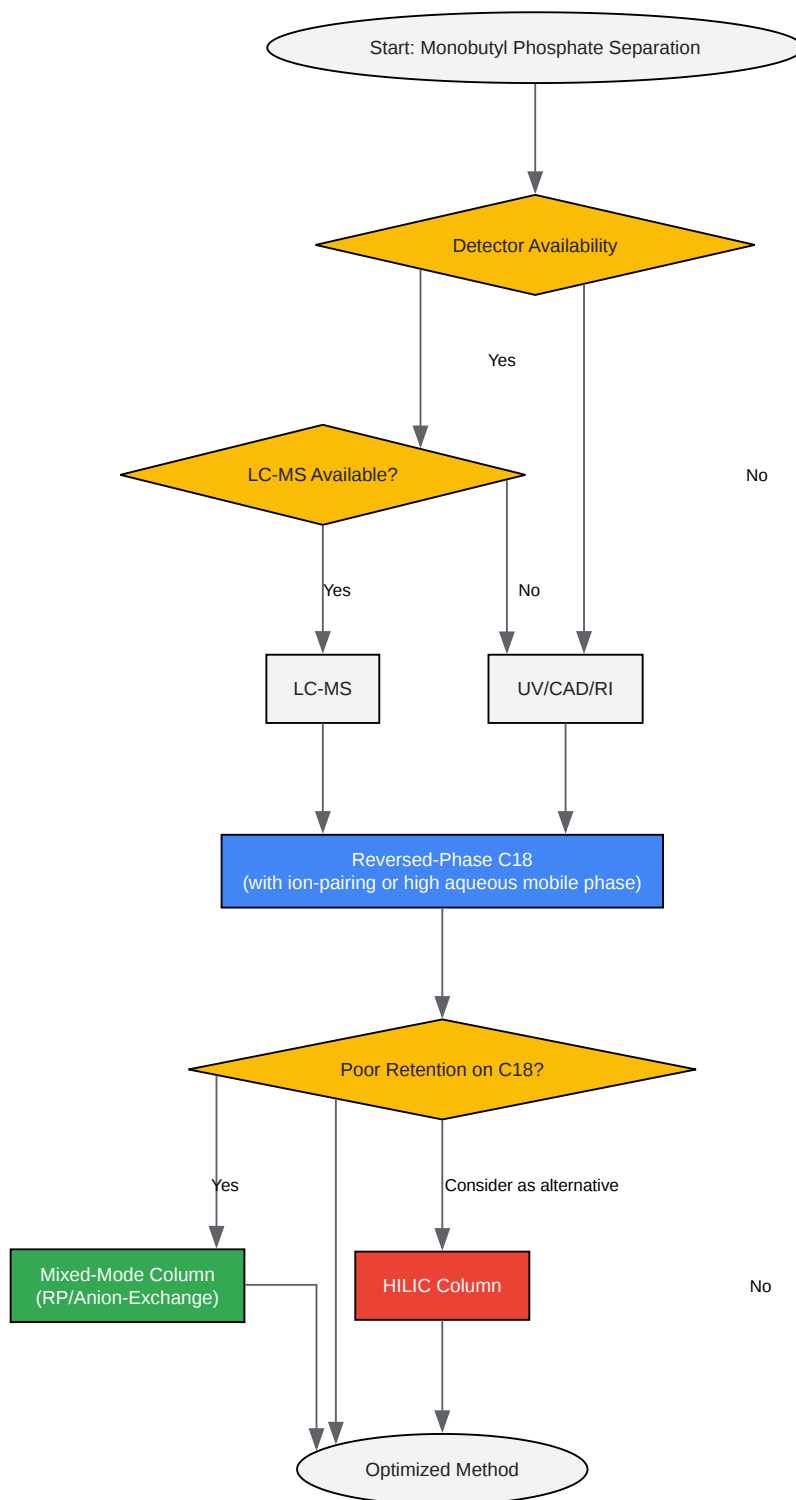 Start: Monobutyl Phosphate Separation
Detector Availability
Yes
LC-MS Available?
No
Yes
No
LC-MS
UV/CAD/RI
Reversed-Phase C18
(with ion-pairing or high aqueous mobile phase)
Poor Retention on C18?
Yes
Consider as alternative
Mixed-Mode Column
(RP/Anion-Exchange)
HILIC Column
No
Optimized Method